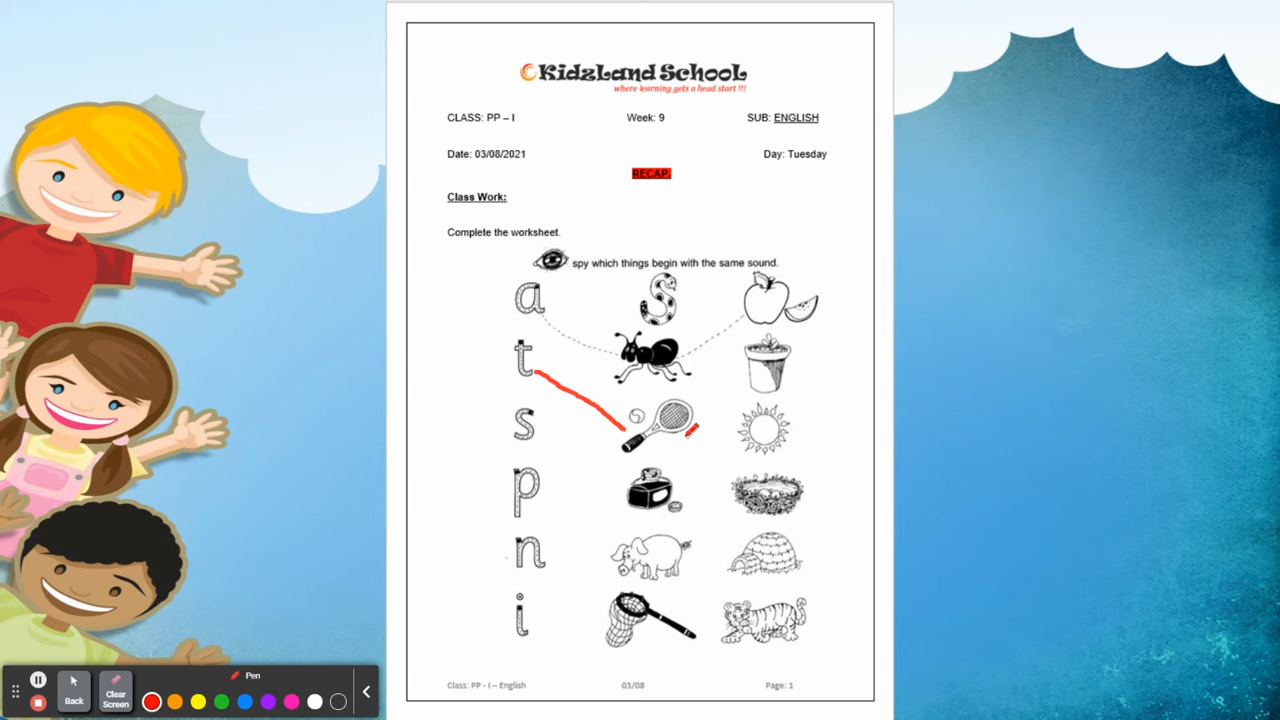 KidzLand School
where learning gets a head start !!!
CLASS: PP – I Week: 9 SUB: ENGLISH
Date: 03/08/2021 Day: Tuesday
RECAP.
Class Work:
Complete the worksheet.
spy which things begin with the same sound.
a
t
s
p
n
i
Class: PP - I – English 03/08 Page: 1
Pen
Back
Clear
Screen